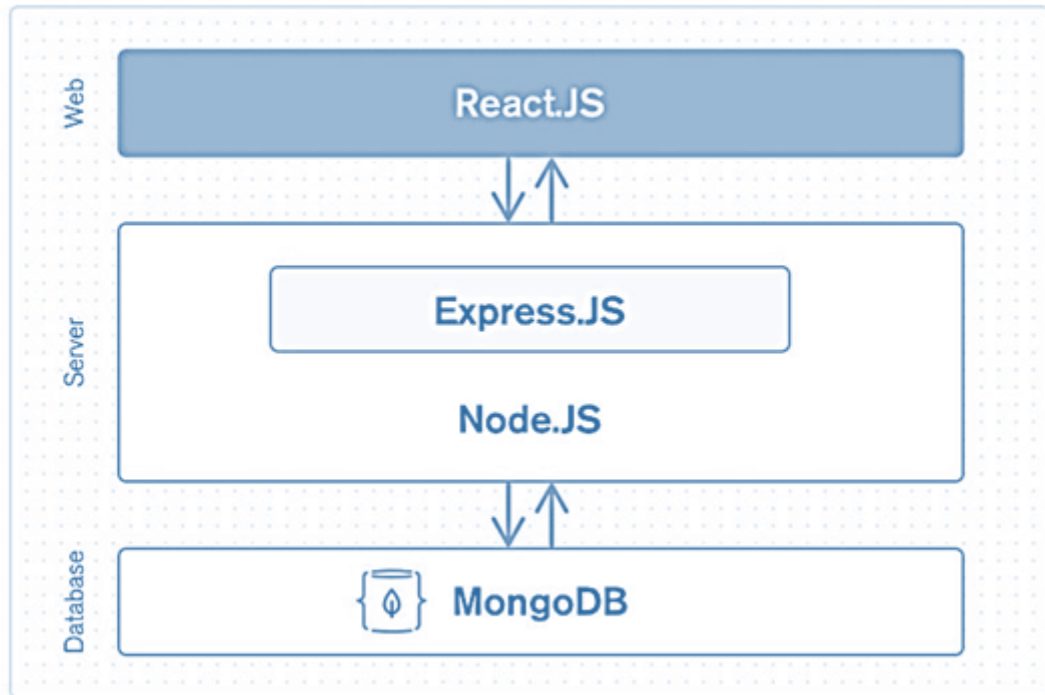 Web
React.JS
Server
Express.JS
Node.JS
Database
MongoDB